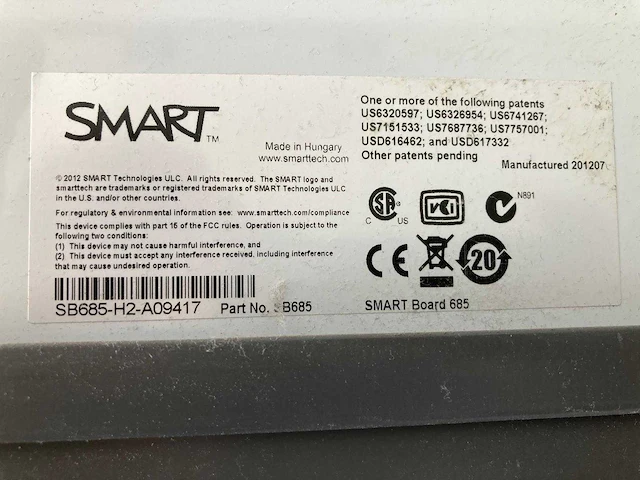 SMART TM
Made in Hungary
www.smarttech.com
© 2012 SMART Technologies ULC. All rights reserved. The SMART logo and
smarttech are trademarks or registered trademarks of SMART Technologies ULC
in the U.S. and/or other countries.
For regulatory & environmental information see: www.smarttech.com/compliance
This device complies with part 15 of the FCC rules. Operation is subject to the
following two conditions:
(1) This device may not cause harmful interference, and
(2) This device must accept any interference received, including interference
that may cause undesired operation.
SB685-H2-A09417 Part No. SB685
One or more of the following patents
US6320597; US6326954; US6741267;
US7151533; US7687736; US7757001;
USD616462; and USD617332
Other patents pending
Manufactured 201207
C SA US
VCI
N891
CE
20
SMART Board 685